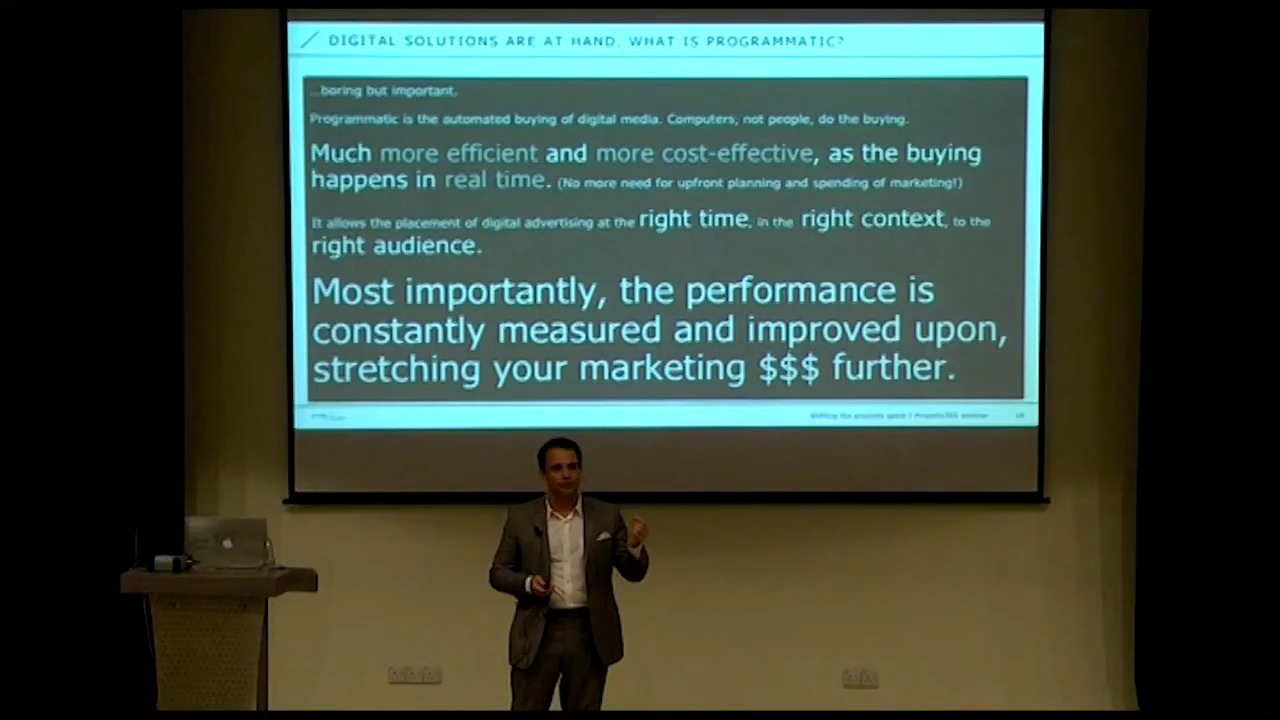 DIGITAL SOLUTIONS ARE AT HAND. WHAT IS PROGRAMMATIC?
...boring but important.
Programmatic is the automated buying of digital media. Computers, not people, do the buying.
Much more efficient and more cost-effective, as the buying
happens in real time. (No more need for upfront planning and spending of marketing!)
It allows the placement of digital advertising at the right time, in the right context, to the
right audience.
Most importantly, the performance is
constantly measured and improved upon,
stretching your marketing $$$ further.